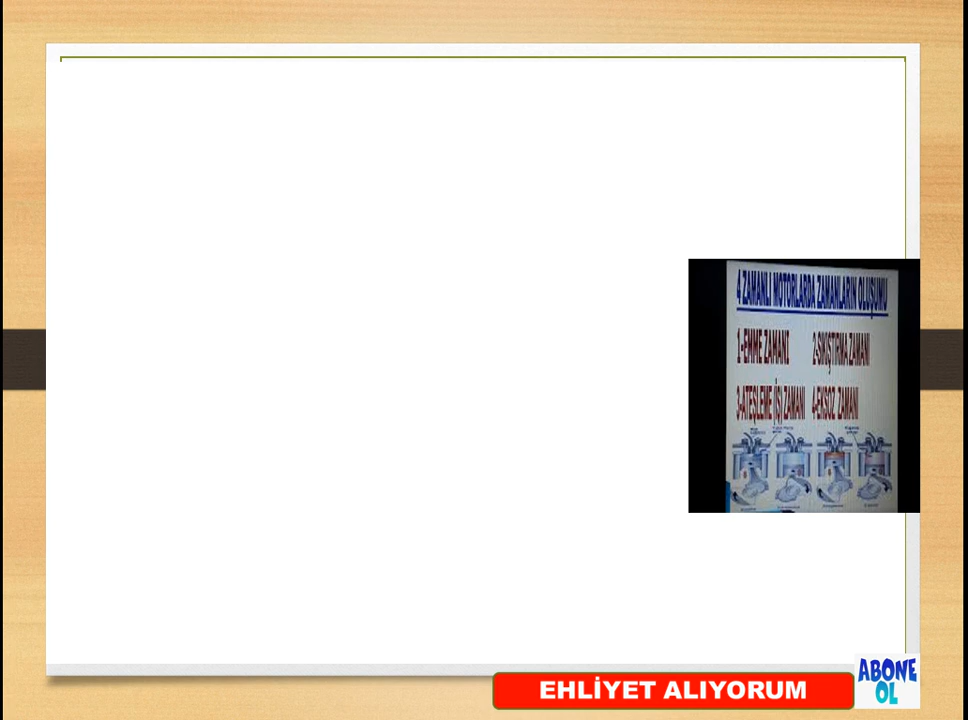 4 ZAMANLI MOTORLARDA ZAMANLARIN OLUŞUMU
1-EMME ZAMANI 2-SIKIŞTIRMA ZAMANI
3-ATEŞLEME (İŞ) ZAMANI 4-EKSOZ ZAMANI
EHLİYET ALIYORUM
ABONE
OL